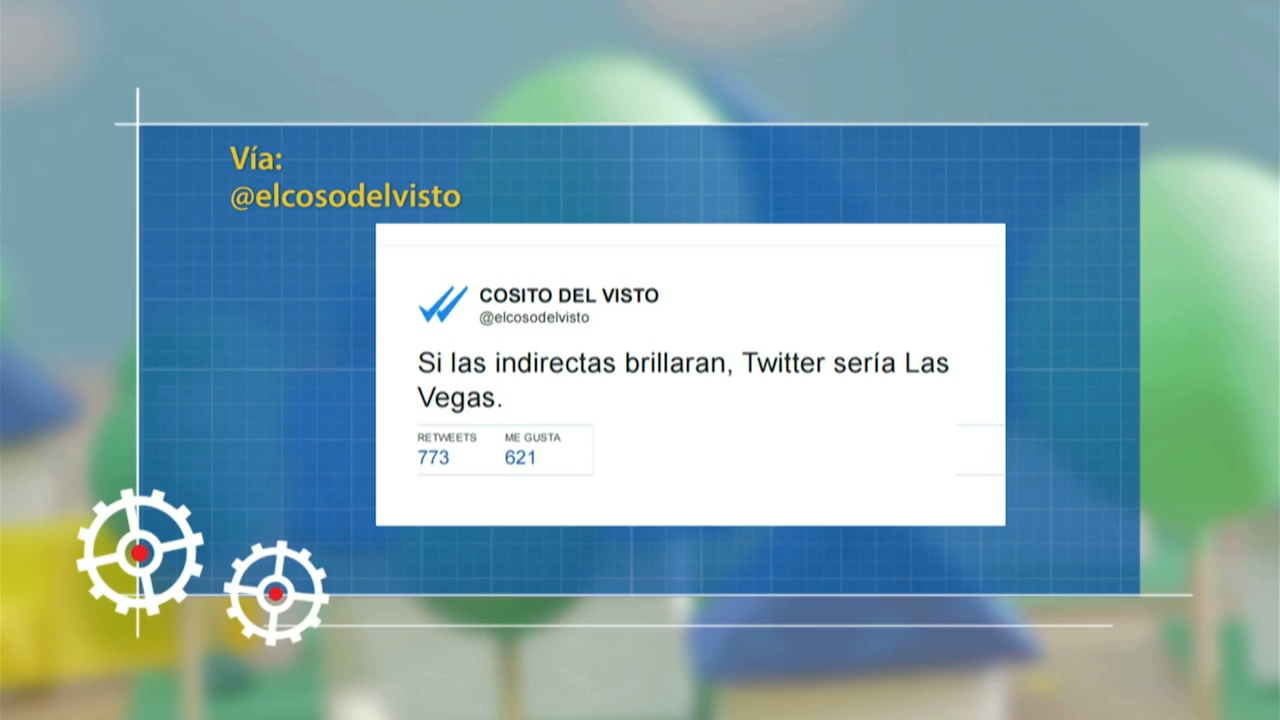 Vía:
@elcosodelvisto
COSITO DEL VISTO
@elcosodelvisto
Si las indirectas brillaran, Twitter sería Las
Vegas.
RETWEETS ME GUSTA
773 621